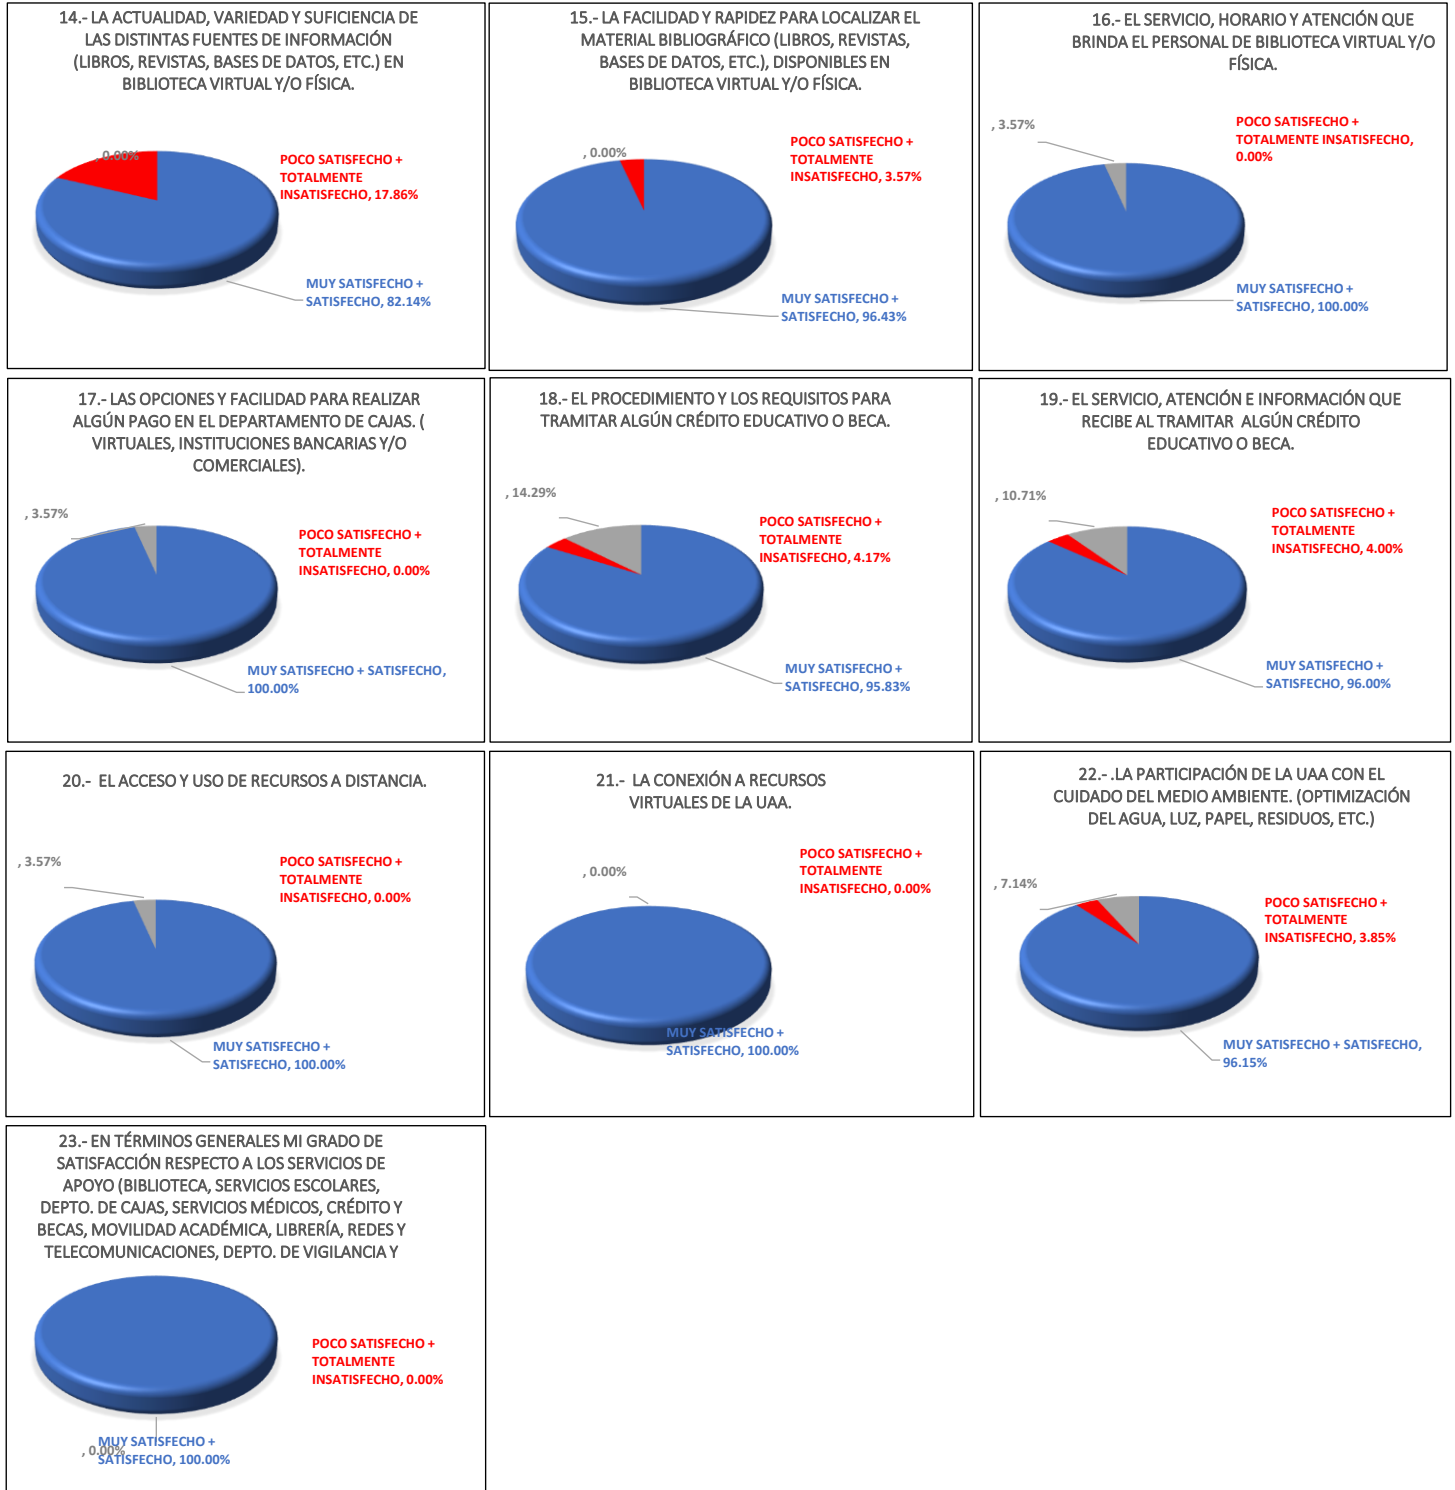 14.- LA ACTUALIDAD, VARIEDAD Y SUFICIENCIA DE
LAS DISTINTAS FUENTES DE INFORMACIÓN
(LIBROS, REVISTAS, BASES DE DATOS, ETC.) EN
BIBLIOTECA VIRTUAL Y/O FÍSICA.
, 0.00%
POCO SATISFECHO +
TOTALMENTE
INSATISFECHO, 17.86%
MUY SATISFECHO +
SATISFECHO, 82.14%
15.- LA FACILIDAD Y RAPIDEZ PARA LOCALIZAR EL
MATERIAL BIBLIOGRÁFICO (LIBROS, REVISTAS,
BASES DE DATOS, ETC.), DISPONIBLES EN
BIBLIOTECA VIRTUAL Y/O FÍSICA.
, 0.00%
POCO SATISFECHO +
TOTALMENTE
INSATISFECHO, 3.57%
MUY SATISFECHO +
SATISFECHO, 96.43%
16.- EL SERVICIO, HORARIO Y ATENCIÓN QUE
BRINDA EL PERSONAL DE BIBLIOTECA VIRTUAL Y/O
FÍSICA.
, 3.57%
POCO SATISFECHO +
TOTALMENTE INSATISFECHO,
0.00%
MUY SATISFECHO +
SATISFECHO, 100.00%
17.- LAS OPCIONES Y FACILIDAD PARA REALIZAR
ALGÚN PAGO EN EL DEPARTAMENTO DE CAJAS. (
VIRTUALES, INSTITUCIONES BANCARIAS Y/O
COMERCIALES).
, 3.57%
POCO SATISFECHO +
TOTALMENTE
INSATISFECHO, 0.00%
MUY SATISFECHO + SATISFECHO,
100.00%
18.- EL PROCEDIMIENTO Y LOS REQUISITOS PARA
TRAMITAR ALGÚN CRÉDITO EDUCATIVO O BECA.
, 14.29%
POCO SATISFECHO +
TOTALMENTE
INSATISFECHO, 4.17%
MUY SATISFECHO +
SATISFECHO, 95.83%
19.- EL SERVICIO, ATENCIÓN E INFORMACIÓN QUE
RECIBE AL TRAMITAR ALGÚN CRÉDITO
EDUCATIVO O BECA.
, 10.71%
POCO SATISFECHO +
TOTALMENTE
INSATISFECHO, 4.00%
MUY SATISFECHO +
SATISFECHO, 96.00%
20.- EL ACCESO Y USO DE RECURSOS A DISTANCIA.
, 3.57%
POCO SATISFECHO +
TOTALMENTE
INSATISFECHO, 0.00%
MUY SATISFECHO +
SATISFECHO, 100.00%
21.- LA CONEXIÓN A RECURSOS
VIRTUALES DE LA UAA.
, 0.00%
POCO SATISFECHO +
TOTALMENTE
INSATISFECHO, 0.00%
MUY SATISFECHO +
SATISFECHO, 100.00%
22.- .LA PARTICIPACIÓN DE LA UAA CON EL
CUIDADO DEL MEDIO AMBIENTE. (OPTIMIZACIÓN
DEL AGUA, LUZ, PAPEL, RESIDUOS, ETC.)
, 7.14%
POCO SATISFECHO +
TOTALMENTE
INSATISFECHO, 3.85%
MUY SATISFECHO + SATISFECHO,
96.15%
23.- EN TÉRMINOS GENERALES MI GRADO DE
SATISFACCIÓN RESPECTO A LOS SERVICIOS DE
APOYO (BIBLIOTECA, SERVICIOS ESCOLARES,
DEPTO. DE CAJAS, SERVICIOS MÉDICOS, CRÉDITO Y
BECAS, MOVILIDAD ACADÉMICA, LIBRERÍA, REDES Y
TELECOMUNICACIONES, DEPTO. DE VIGILANCIA Y
POCO SATISFECHO +
TOTALMENTE
INSATISFECHO, 0.00%
MUY SATISFECHO +
SATISFECHO, 100.00%
, 0.00%